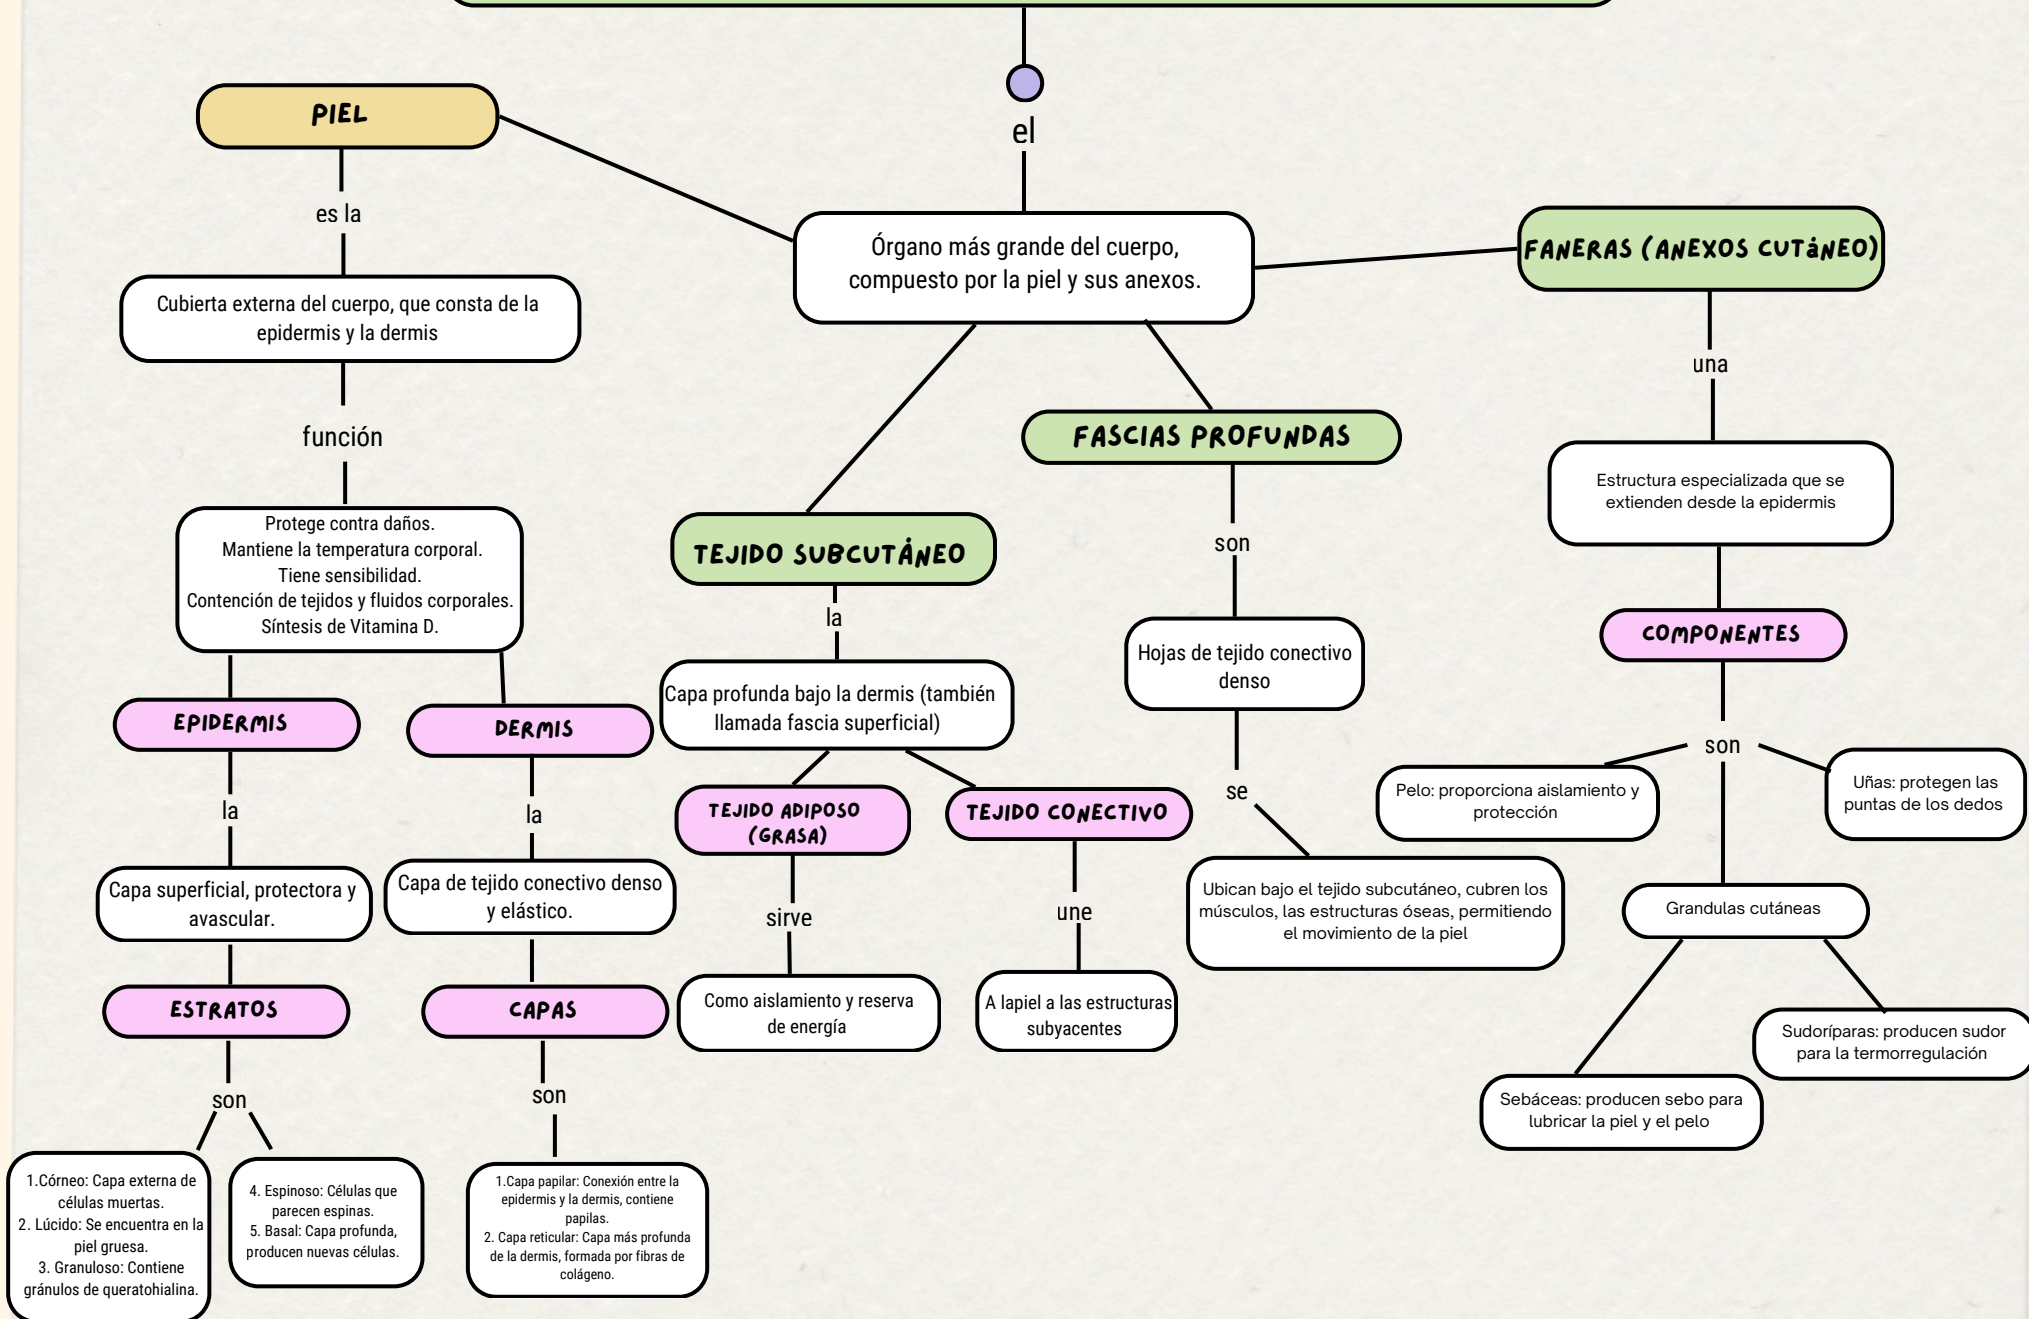 el
Órgano más grande del cuerpo,
compuesto por la piel y sus anexos.
PIEL
es la
Cubierta externa del cuerpo, que consta de la
epidermis y la dermis
función
Protege contra daños.
Mantiene la temperatura corporal.
Tiene sensibilidad.
Contención de tejidos y fluidos corporales.
Síntesis de Vitamina D.
EPIDERMIS
la
Capa superficial, protectora y
avascular.
ESTRATOS
son
1.Córneo: Capa externa de
células muertas.
2. Lúcido: Se encuentra en la
piel gruesa.
3. Granuloso: Contiene
gránulos de queratohialina.
4. Espinoso: Células que
parecen espinas.
5. Basal: Capa profunda,
producen nuevas células.
DERMIS
la
Capa de tejido conectivo denso
y elástico.
CAPAS
son
1.Capa papilar: Conexión entre la
epidermis y la dermis, contiene
papilas.
2. Capa reticular: Capa más profunda
de la dermis, formada por fibras de
colágeno.
TEJIDO SUBCUTÁNEO
la
Capa profunda bajo la dermis (también
llamada fascia superficial)
TEJIDO ADIPOSO
(GRASA)
sirve
Como aislamiento y reserva
de energía
TEJIDO CONECTIVO
une
A lapiel a las estructuras
subyacentes
FASCIAS PROFUNDAS
son
Hojas de tejido conectivo
denso
se
Ubican bajo el tejido subcutáneo, cubren los
músculos, las estructuras óseas, permitiendo
el movimiento de la piel
FANERAS (ANEXOS CUTáNEO)
una
Estructura especializada que se
extienden desde la epidermis
COMPONENTES
son
Pelo: proporciona aislamiento y
protección
Uñas: protegen las
puntas de los dedos
Grandulas cutáneas
Sudoríparas: producen sudor
para la termorregulación
Sebáceas: producen sebo para
lubricar la piel y el pelo